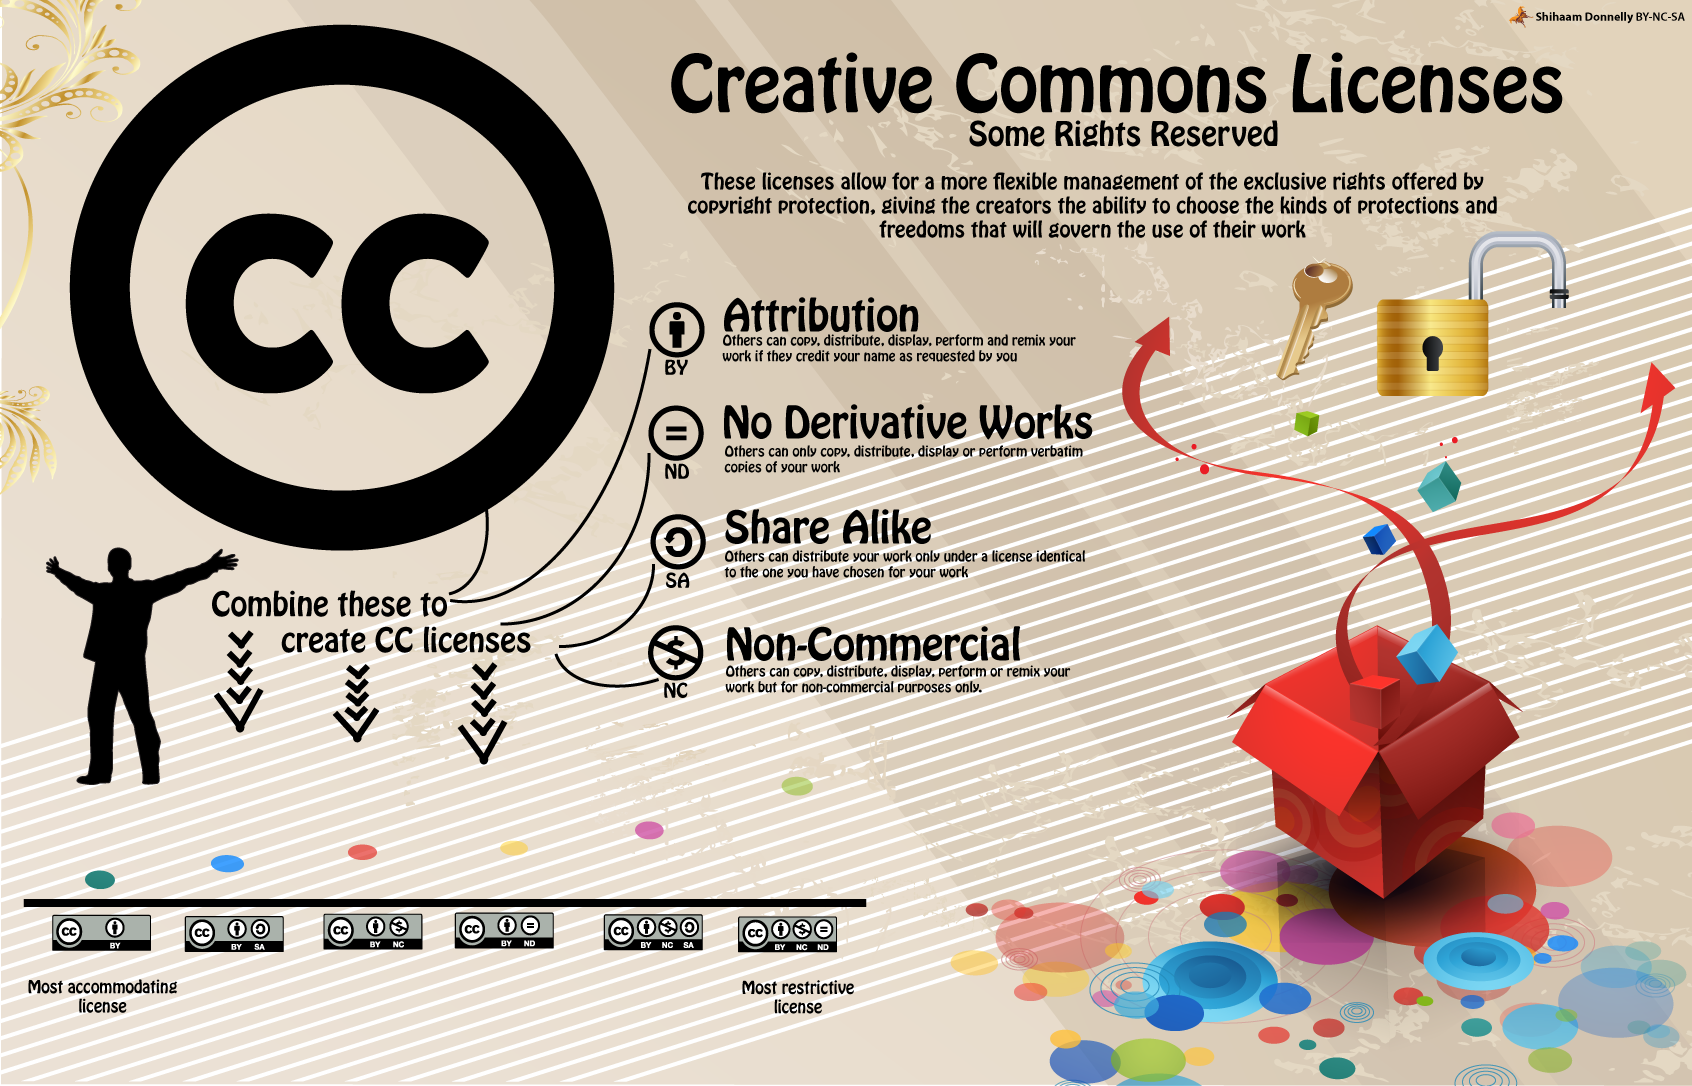 Shihaam Donnelly BY-NC-SA
Creative Commons Licenses
Some Rights Reserved
These licenses allow for a more flexible management of the exclusive rights offered by
copyright protection, giving the creators the ability to choose the kinds of protections and
freedoms that will govern the use of their work
cc
Attribution
Others can copy, distribute, display, perform and remix your
work if they credit your name as requested by you
BY
No Derivative Works
Others can only copy, distribute, display or perform verbatim
copies of your work
=
ND
Share Alike
Others can distribute your work only under a license identical
to the one you have chosen for your work
SA
Non-Commercial
Others can copy, distribute, display, perform or remix your
work but for non-commercial purposes only.
$
NC
Combine these to
create CC licenses
cc BY
cc BY SA
cc BY NC
cc = BY ND
cc BY NC SA
cc = BY NC ND
Most accommodating
license
Most restrictive
license